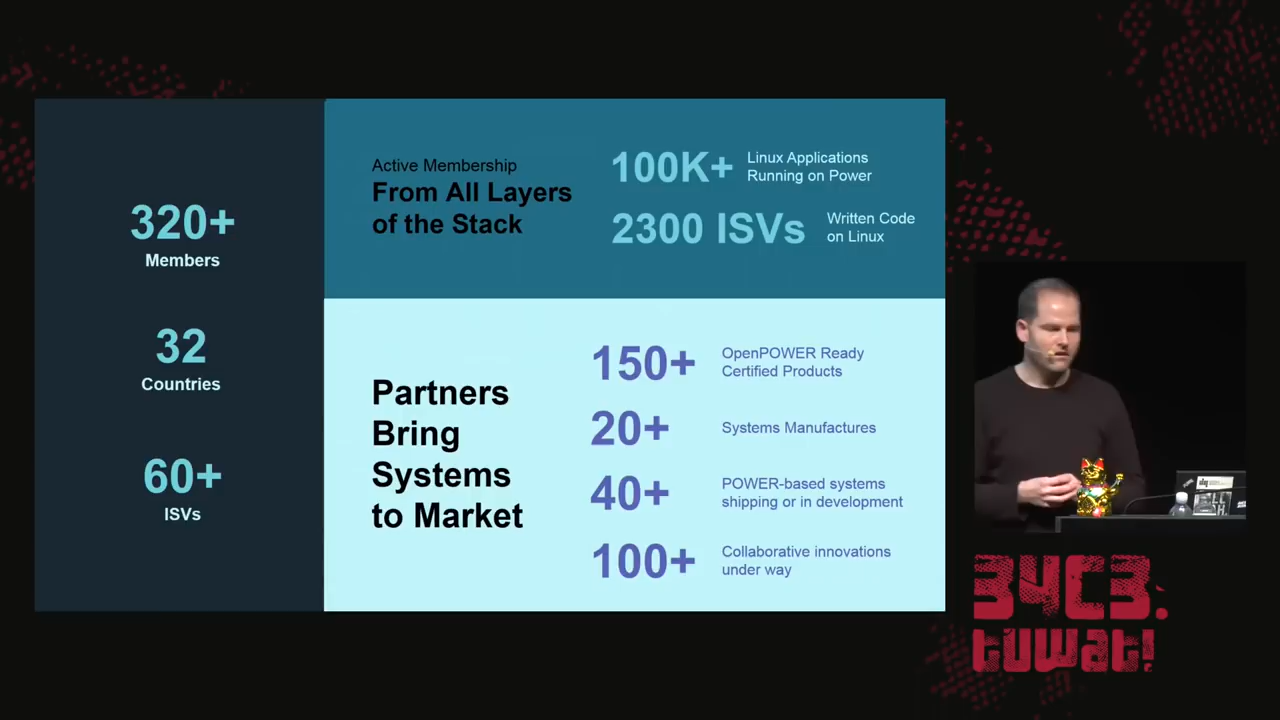 320+
Members
32
Countries
60+
ISVs
Active Membership
From All Layers
of the Stack
100K+
Linux Applications
Running on Power
2300 ISVs
Written Code
on Linux
Partners
Bring
Systems
to Market
150+
OpenPOWER Ready
Certified Products
20+
Systems Manufactures
40+
POWER-based systems
shipping or in development
100+
Collaborative innovations
under way
34C3.
tuwat!